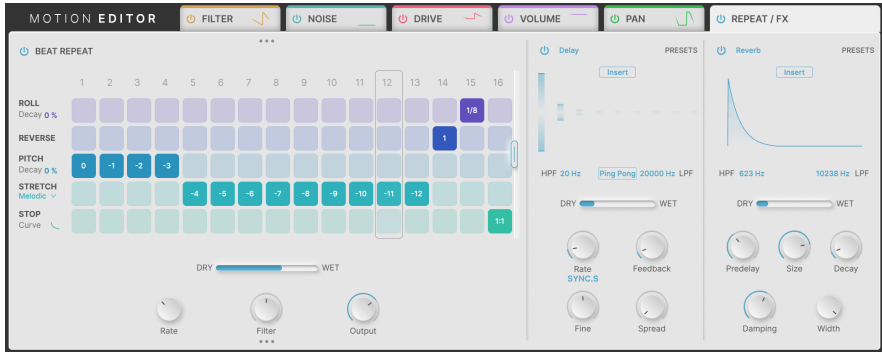 MOTION EDITOR FILTER NOISE DRIVE VOLUME PAN REPEAT / FX
BEAT REPEAT
1 2 3 4 5 6 7 8 9 10 11 12 13 14 15 16
ROLL
Decay 0 %
1/8
REVERSE
1
PITCH
Decay 0 %
0 -1 -2 -3
STRETCH
Melodic
-4 -5 -6 -7 -8 -9 -10 -11 -12
STOP
Curve
1:1
DRY WET
Rate Filter Output
Delay PRESETS
Insert
HPF 20 Hz Ping Pong 20000 Hz LPF
DRY WET
Rate Feedback
SYNC.S
Fine Spread
Reverb PRESETS
Insert
HPF 623 Hz 10238 Hz LPF
DRY WET
Predelay Size Decay
Damping Width